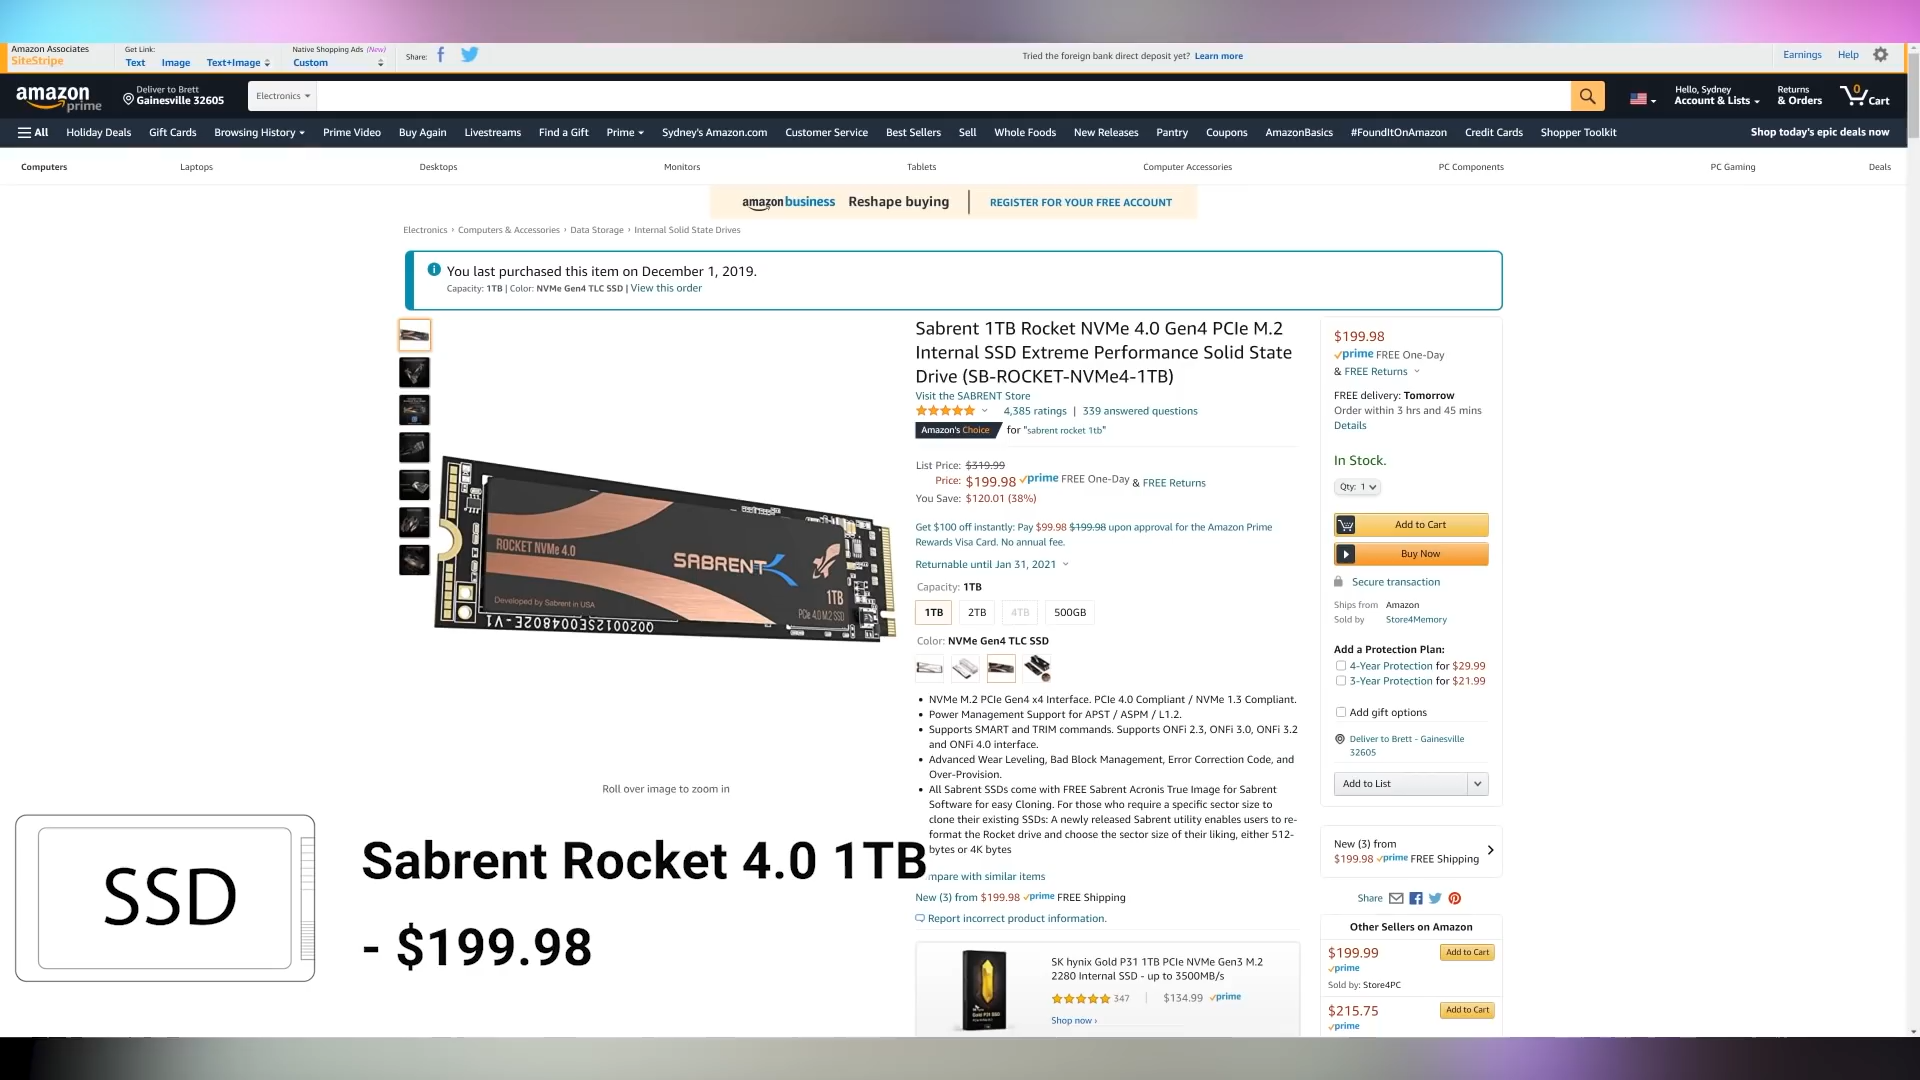 Amazon Associates
SiteStripe
Get Link:
Text Image Text+Image
Native Shopping Ads (New)
Custom
Share:
Tried the foreign bank direct deposit yet? Learn more
Earnings Help
amazon prime
Deliver to Brett
Gainesville 32605
Electronics
Hello, Sydney
Account & Lists
Returns
& Orders
0
Cart
All Holiday Deals Gift Cards Browsing History Prime Video Buy Again Livestreams Find a Gift Prime Sydney's Amazon.com Customer Service Best Sellers Sell Whole Foods New Releases Pantry Coupons AmazonBasics #FoundItOnAmazon Credit Cards Shopper Toolkit
Shop today's epic deals now
Computers Laptops Desktops Monitors Tablets Computer Accessories PC Components PC Gaming Deals
amazon business Reshape buying REGISTER FOR YOUR FREE ACCOUNT
Electronics › Computers & Accessories › Data Storage › Internal Solid State Drives
You last purchased this item on December 1, 2019.
Capacity: 1TB | Color: NVMe Gen4 TLC SSD | View this order
ROCKET NVMe 4.0
SABRENT
1TB
PCIe 4.0 M.2 SSD
Developed by Sabrent in USA
V1-22E004802E Q020012S
Roll over image to zoom in
Sabrent 1TB Rocket NVMe 4.0 Gen4 PCIe M.2
Internal SSD Extreme Performance Solid State
Drive (SB-ROCKET-NVMe4-1TB)
Visit the SABRENT Store
4,385 ratings | 339 answered questions
Amazon's Choice for "sabrent rocket 1tb"
List Price: $319.99
Price: $199.98 prime FREE One-Day & FREE Returns
You Save: $120.01 (38%)
Get $100 off instantly: Pay $99.98 $199.98 upon approval for the Amazon Prime
Rewards Visa Card. No annual fee.
Returnable until Jan 31, 2021
Capacity: 1TB
1TB 2TB 4TB 500GB
Color: NVMe Gen4 TLC SSD
• NVMe M.2 PCIe Gen4 x4 Interface. PCIe 4.0 Compliant / NVMe 1.3 Compliant.
• Power Management Support for APST / ASPM / L1.2.
• Supports SMART and TRIM commands. Supports ONFi 2.3, ONFi 3.0, ONFi 3.2
and ONFi 4.0 interface.
• Advanced Wear Leveling, Bad Block Management, Error Correction Code, and
Over-Provision.
• All Sabrent SSDs come with FREE Sabrent Acronis True Image for Sabrent
Software for easy Cloning. For those who require a specific sector size to
clone their existing SSDs: A newly released Sabrent utility enables users to re-
format the Rocket drive and choose the sector size of their liking, either 512-
bytes or 4K bytes
mpare with similar items
New (3) from $199.98 prime FREE Shipping
Report incorrect product information.
SK hynix Gold P31 1TB PCIe NVMe Gen3 M.2
2280 Internal SSD - up to 3500MB/s
347 | $134.99 prime
Shop now ›
$199.98
prime FREE One-Day
& FREE Returns
FREE delivery: Tomorrow
Order within 3 hrs and 45 mins
Details
In Stock.
Qty: 1
Add to Cart
Buy Now
Secure transaction
Ships from Amazon
Sold by Store4Memory
Add a Protection Plan:
4-Year Protection for $29.99
3-Year Protection for $21.99
Add gift options
Deliver to Brett - Gainesville
32605
Add to List
New (3) from
$199.98 prime FREE Shipping
Share
Other Sellers on Amazon
$199.99 Add to Cart
prime
Sold by: Store4PC
$215.75 Add to Cart
prime
SSD
Sabrent Rocket 4.0 1TB
- $199.98